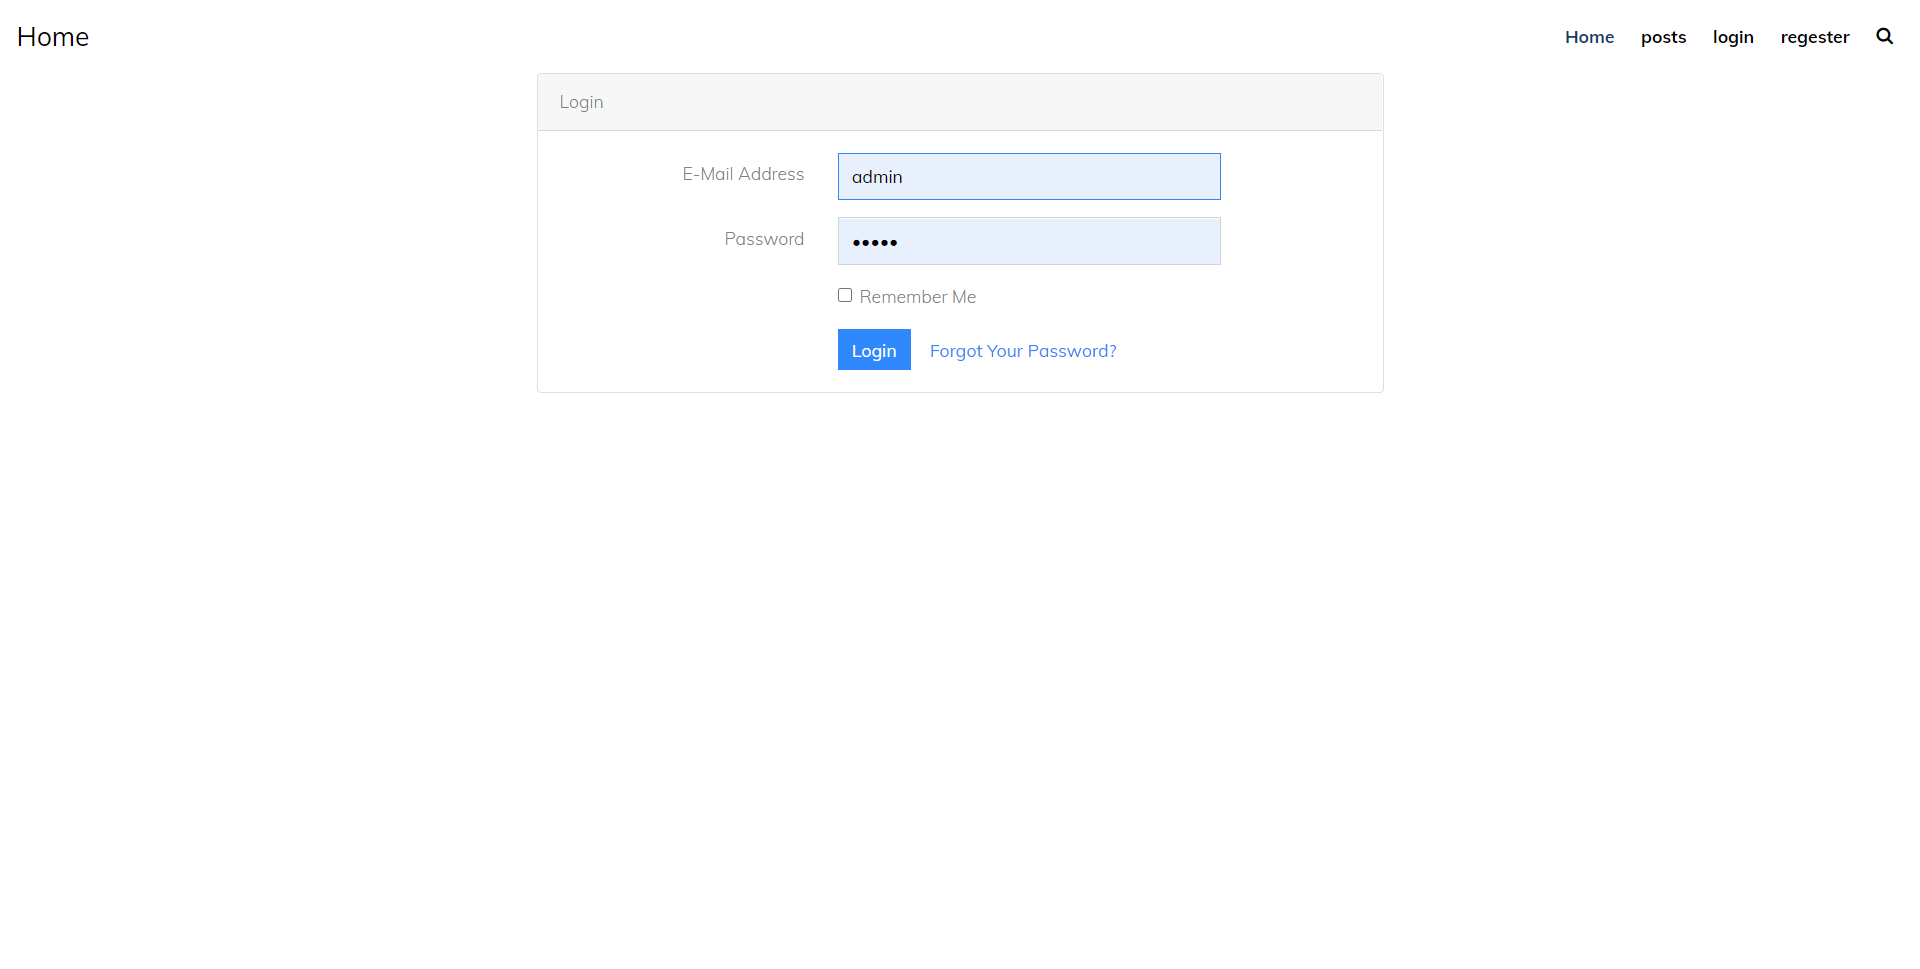 Home
Home posts login regester
Login
E-Mail Address admin
Password •••••
Remember Me
Login Forgot Your Password?